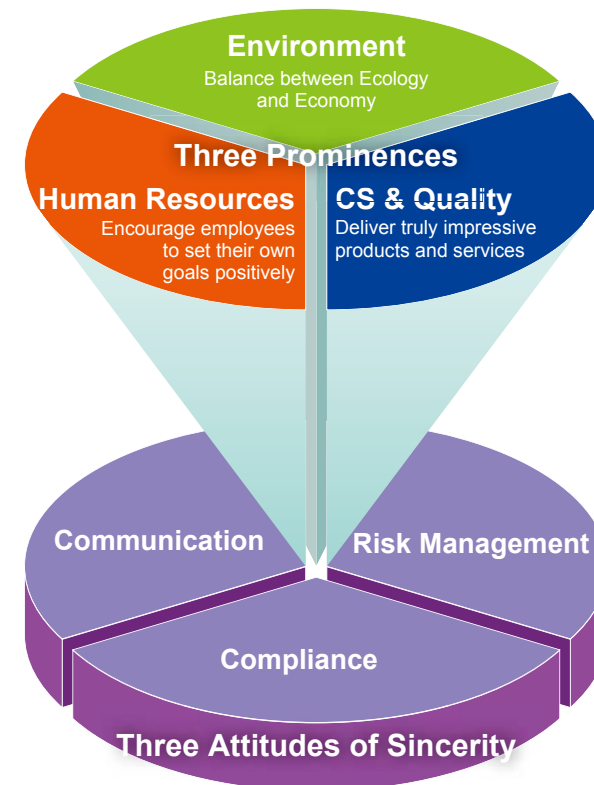 Environment
Balance between Ecology
and Economy
Three Prominences
Human Resources
Encourage employees
to set their own
goals positively
CS & Quality
Deliver truly impressive
products and services
Communication
Risk Management
Compliance
Three Attitudes of Sincerity